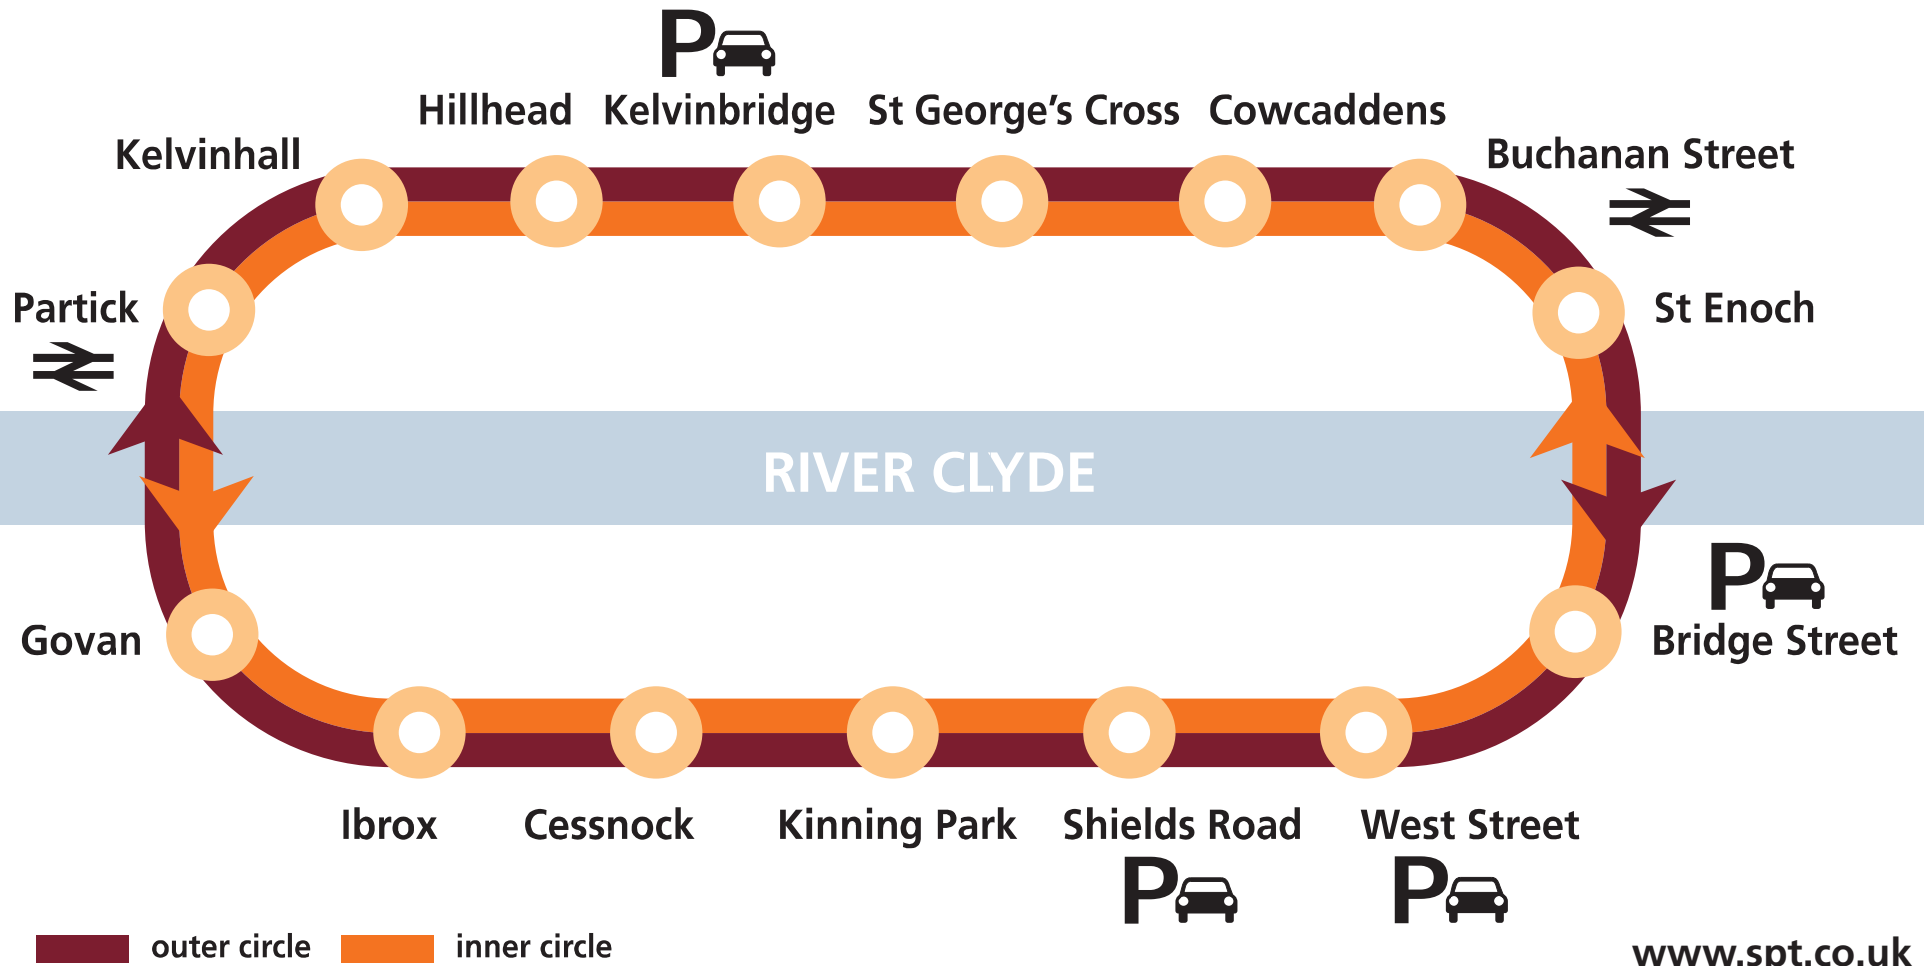 P
Hillhead Kelvinbridge St George's Cross Cowcaddens
Kelvinhall
Buchanan Street
Partick
St Enoch
RIVER CLYDE
P
Govan
Bridge Street
Ibrox Cessnock Kinning Park Shields Road West Street
P P
outer circle inner circle
www.spt.co.uk